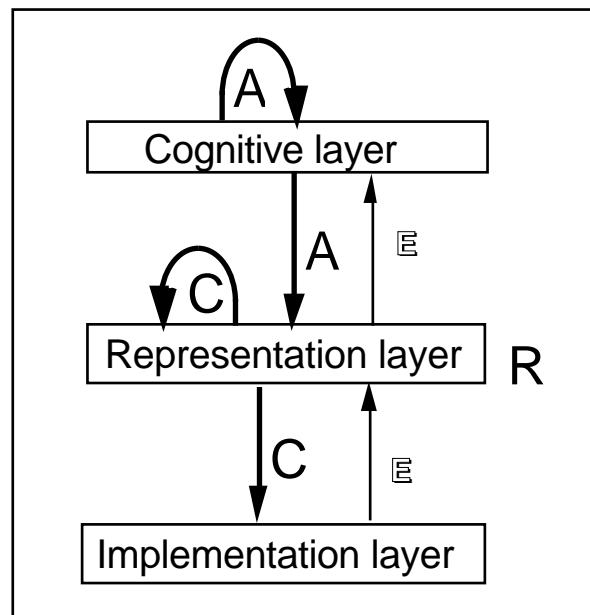 A
Cognitive layer
A
𝔼
C
Representation layer
R
C
𝔼
Implementation layer